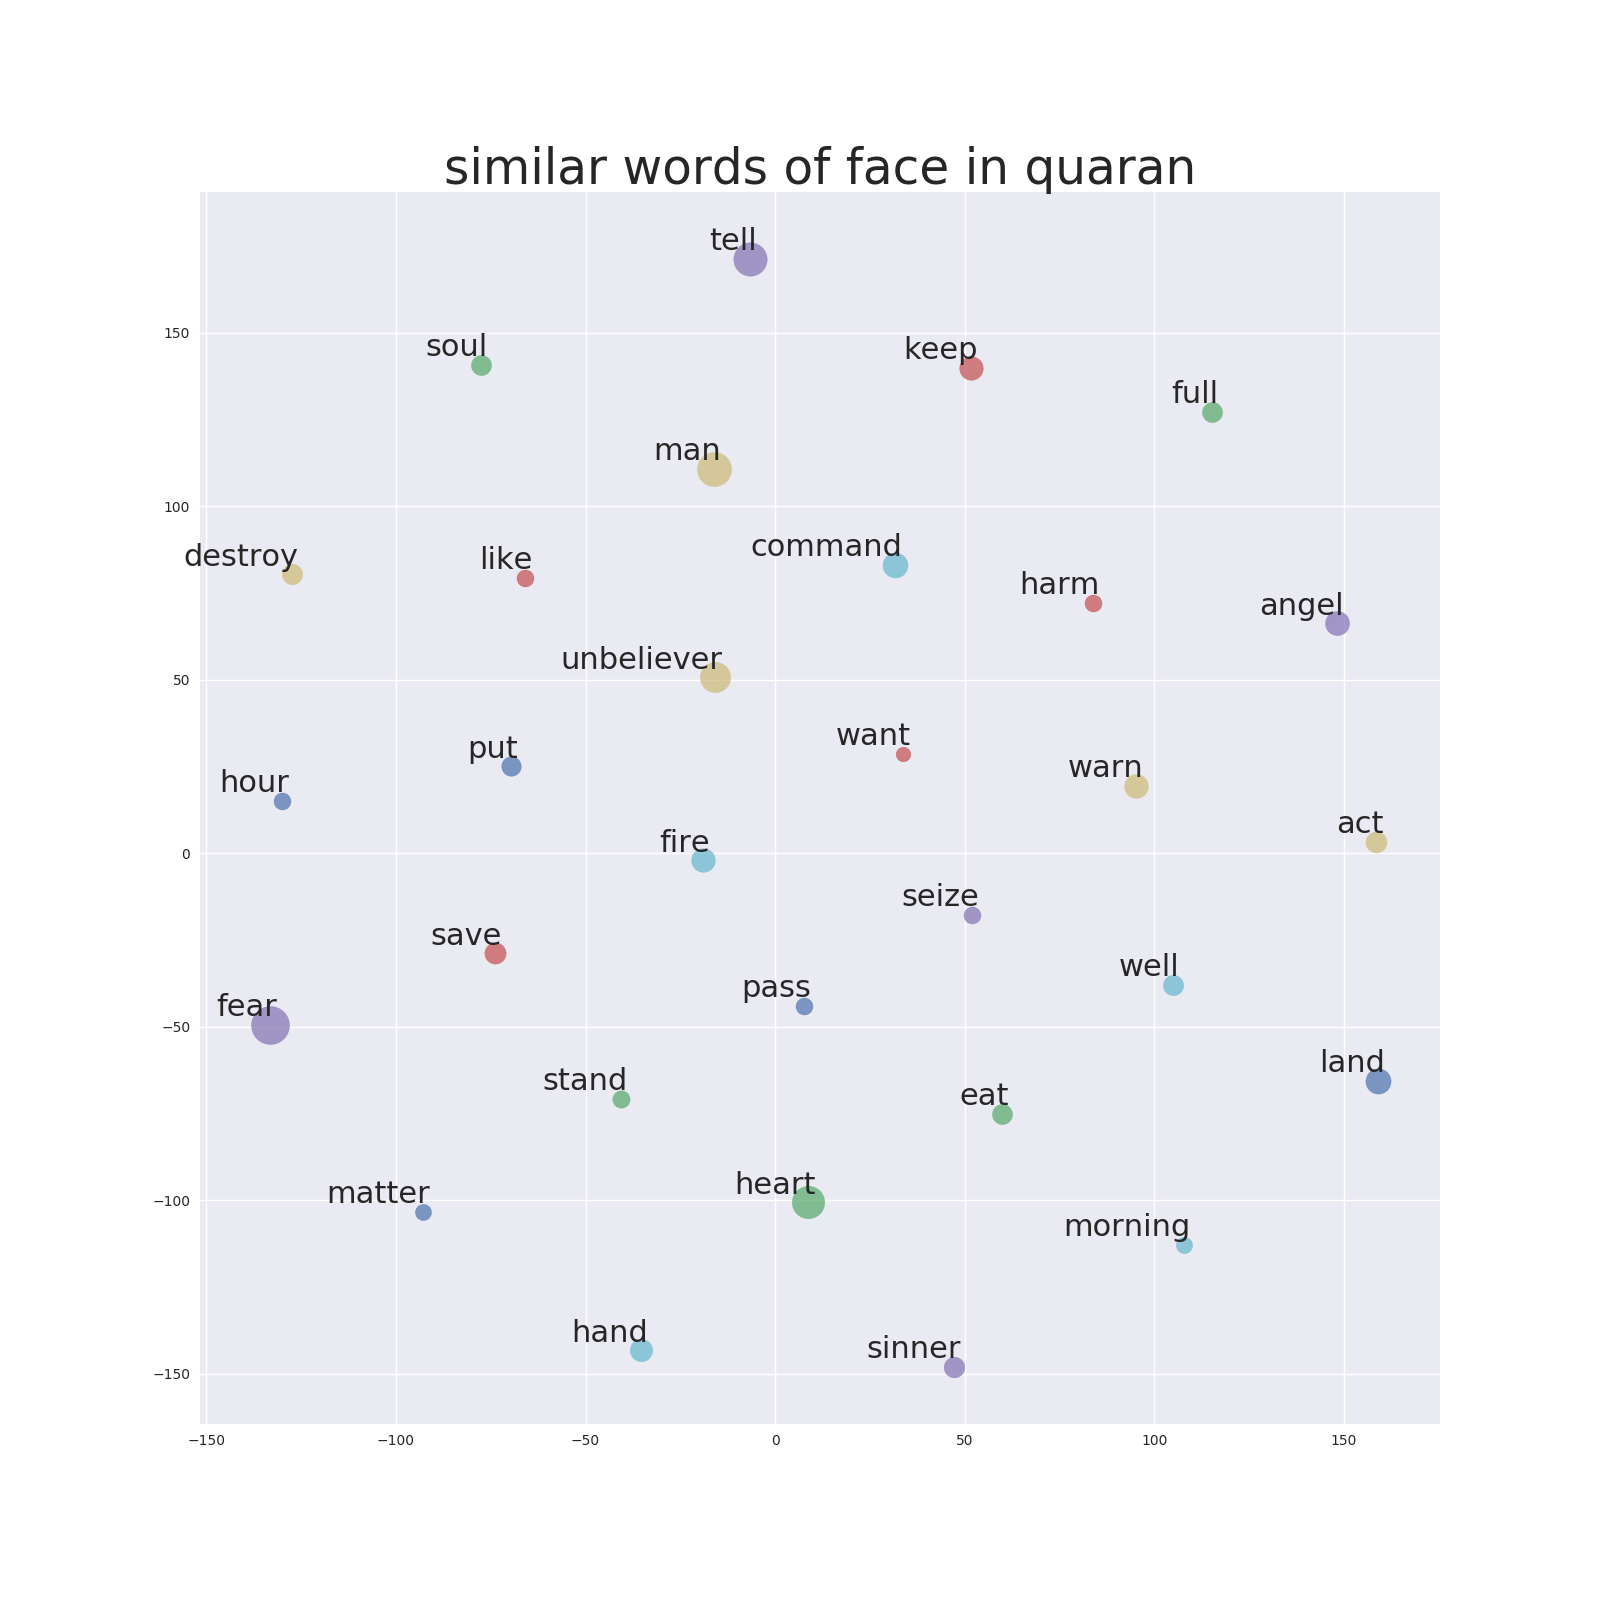 similar words of face in quaran
tell
soul
keep
full
man
destroy
like
command
harm
angel
unbeliever
put
want
hour
warn
fire
act
seize
save
pass
well
fear
stand
eat
land
matter
heart
morning
hand
sinner
150
100
50
0
−50
−100
−150
−150 −100 −50 0 50 100 150